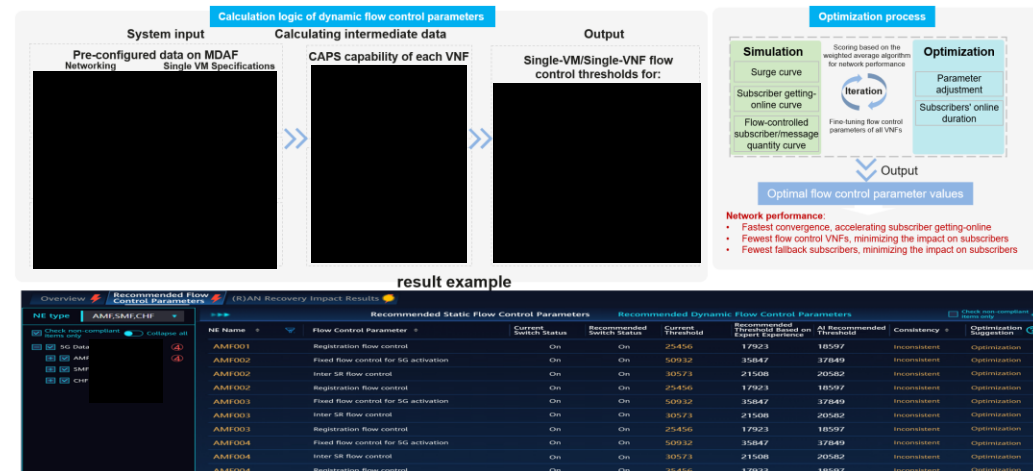 Calculation logic of dynamic flow control parameters
System input
Calculating intermediate data
Output
Pre-configured data on MDAF
Networking
Single VM Specifications
CAPS capability of each VNF
Single-VM/Single-VNF flow
control thresholds for:
Optimization process
Simulation
Surge curve
Subscriber getting-
online curve
Flow-controlled
subscriber/message
quantity curve
Scoring based on the
weighted average algorithm
for network performance
Iteration
Fine-tuning flow control
parameters of all VNFs
Optimization
Parameter
adjustment
Subscribers' online
duration
Output
Optimal flow control parameter values
Network performance:
• Fastest convergence, accelerating subscriber getting-online
• Fewest flow control VNFs, minimizing the impact on subscribers
• Fewest fallback subscribers, minimizing the impact on subscribers
result example
Overview
Recommended Flow
Control Parameters
(R)AN Recovery Impact Results
NE type AMF,SMF,CHF
Check non-compliant
items only
Collapse all
5G Data 4
AMF 4
SMF
CHF
Recommended Static Flow Control Parameters
Recommended Dynamic Flow Control Parameters
Check non-compliant
items only
NE Name
Flow Control Parameter
Current
Switch Status
Recommended
Switch Status
Current
Threshold
Recommended
Threshold Based on
Expert Experience
AI Recommended
Threshold
Consistency
Optimization
Suggestion
AMF001 Registration flow control On On 25456 17923 18597 Inconsistent Optimization
AMF002 Fixed flow control for 5G activation On On 50932 35847 37849 Inconsistent Optimization
AMF002 Inter SR flow control On On 30573 21508 20582 Inconsistent Optimization
AMF002 Registration flow control On On 25456 17923 18597 Inconsistent Optimization
AMF003 Fixed flow control for 5G activation On On 50932 35847 37849 Inconsistent Optimization
AMF003 Inter SR flow control On On 30573 21508 20582 Inconsistent Optimization
AMF003 Registration flow control On On 25456 17923 18597 Inconsistent Optimization
AMF004 Fixed flow control for 5G activation On On 50932 35847 37849 Inconsistent Optimization
AMF004 Inter SR flow control On On 30573 21508 20582 Inconsistent Optimization
AMF004 Registration flow control On On 25456 17923 18597 Inconsistent Optimization